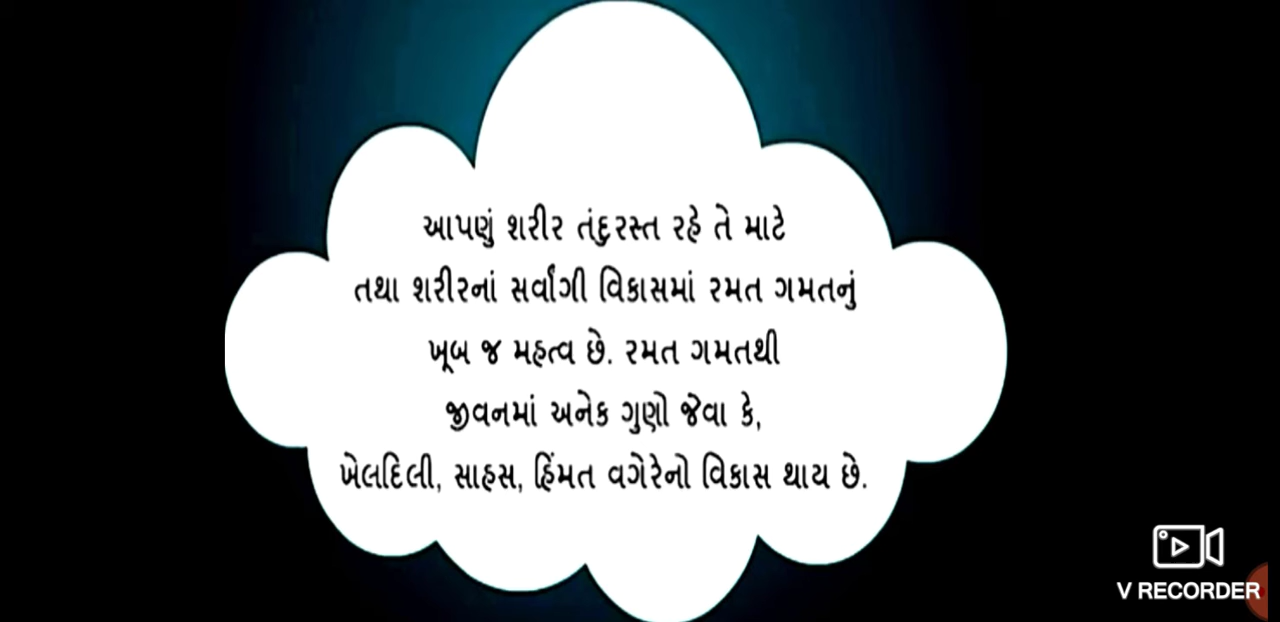 આપણું શરીર તંદુરસ્ત રહે તે માટે
તથા શરીરનાં સર્વાંગી વિકાસમાં રમત ગમતનું
ખૂબ જ મહત્વ છે. રમત ગમતથી
જીવનમાં અનેક ગુણો જેવા કે,
ખેલદિલી, સાહસ, હિંમત વગેરેનો વિકાસ થાય છે.
V RECORDER